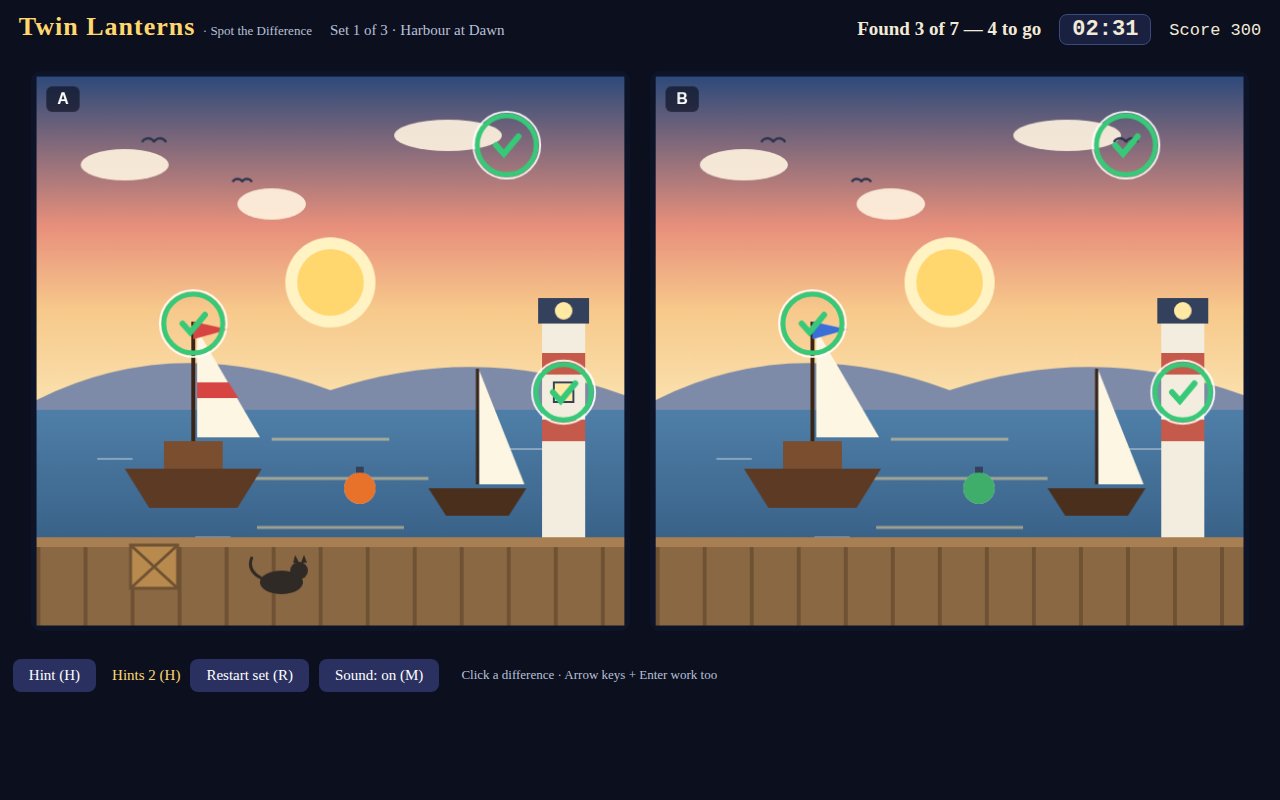 Twin Lanterns · Spot the Difference Set 1 of 3 · Harbour at Dawn Found 3 of 7 — 4 to go 02:31 Score 300
A B
Hint (H) Hints 2 (H) Restart set (R) Sound: on (M) Click a difference · Arrow keys + Enter work too